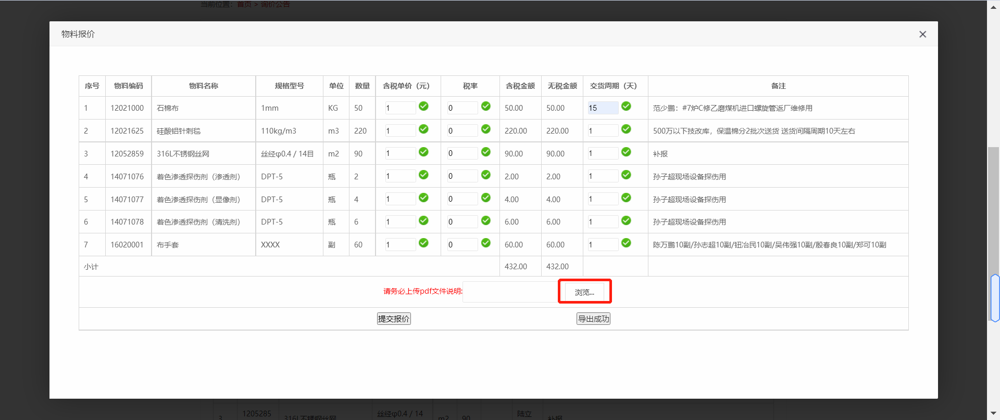 当前位置：首页 > 询价公告
物料报价
序号 物料编码 物料名称 规格型号 单位 数量 含税单价（元） 税率 含税金额 无税金额 交货周期（天） 备注
1 12021000 石棉布 1mm KG 50 1 0 50.00 50.00 15 范少鹏：#7炉C修乙磨煤机进口螺旋管返厂维修用
2 12021625 硅酸铝针刺毯 110kg/m3 m3 220 1 0 220.00 220.00 1 500万以下技改库，保温棉分2批次送货 送货间隔周期10天左右
3 12052859 316L不锈钢丝网 丝经φ0.4 / 14目 m2 90 1 0 90.00 90.00 1 补报
4 14071076 着色渗透探伤剂（渗透剂） DPT-5 瓶 2 1 0 2.00 2.00 1 孙子超现场设备探伤用
5 14071077 着色渗透探伤剂（显像剂） DPT-5 瓶 4 1 0 4.00 4.00 1 孙子超现场设备探伤用
6 14071078 着色渗透探伤剂（清洗剂） DPT-5 瓶 6 1 0 6.00 6.00 1 孙子超现场设备探伤用
7 16020001 布手套 XXXX 副 60 1 0 60.00 60.00 1 陈万鹏10副/孙志超10副/钮冶民10副/吴伟强10副/殷春良10副/郑可10副
小计 432.00 432.00
请务必上传pdf文件说明: 浏览...
提交报价 导出成功
1205285 丝经φ0.4 / 14 陆立
3 316L不锈钢丝网 m2 90 补报